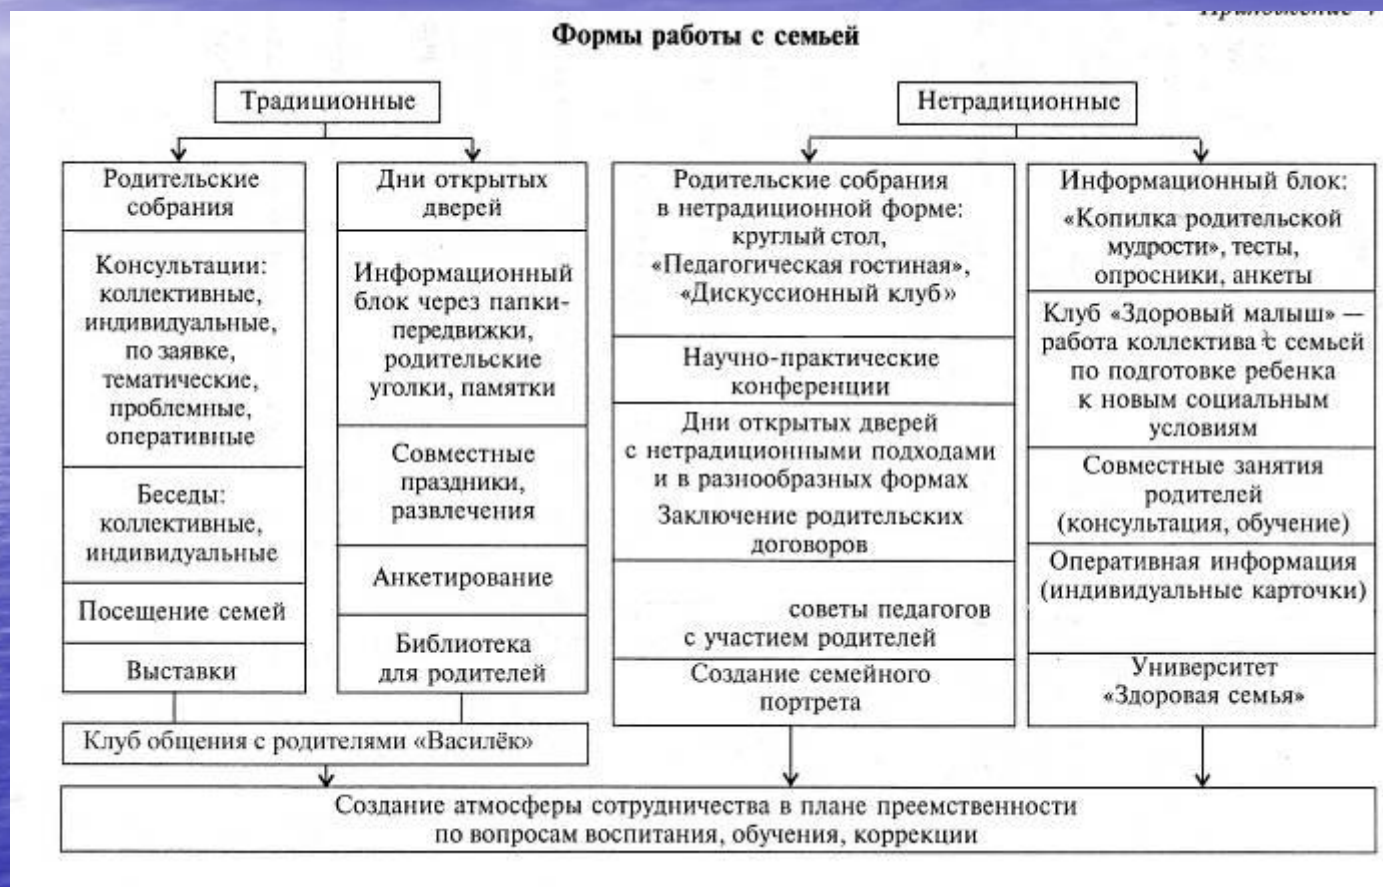 Приложение
Формы работы с семьей
Традиционные
Родительские
собрания
Консультации:
коллективные,
индивидуальные,
по заявке,
тематические,
проблемные,
оперативные
Беседы:
коллективные,
индивидуальные
Посещение семей
Выставки
Дни открытых
дверей
Информационный
блок через папки-
передвижки,
родительские
уголки, памятки
Совместные
праздники,
развлечения
Анкетирование
Библиотека
для родителей
Клуб общения с родителями «Василёк»
Нетрадиционные
Родительские собрания
в нетрадиционной форме:
круглый стол,
«Педагогическая гостиная»,
«Дискуссионный клуб»
Научно-практические
конференции
Дни открытых дверей
с нетрадиционными подходами
и в разнообразных формах
Заключение родительских
договоров
советы педагогов
с участием родителей
Создание семейного
портрета
Информационный блок:
«Копилка родительской
мудрости», тесты,
опросники, анкеты
Клуб «Здоровый малыш» —
работа коллектива с семьей
по подготовке ребенка
к новым социальным
условиям
Совместные занятия
родителей
(консультация, обучение)
Оперативная информация
(индивидуальные карточки)
Университет
«Здоровая семья»
Создание атмосферы сотрудничества в плане преемственности
по вопросам воспитания, обучения, коррекции